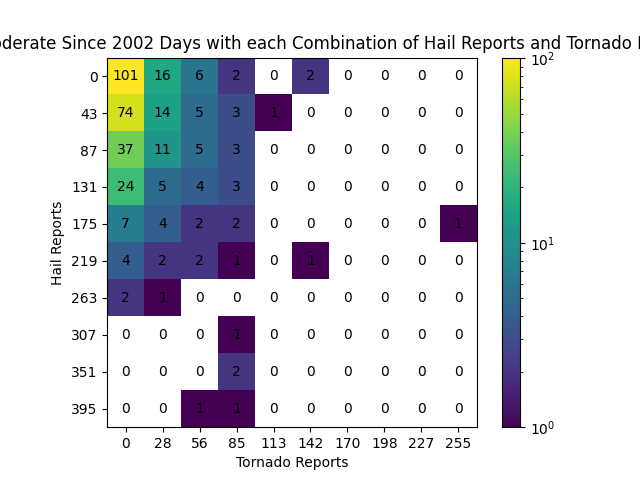 derate Since 2002 Days with each Combination of Hail Reports and Tornado
0 101 16 6 2 0 2 0 0 0 0
43 74 14 5 3 1 0 0 0 0 0
87 37 11 5 3 0 0 0 0 0 0
131 24 5 4 3 0 0 0 0 0 0
175 7 4 2 2 0 0 0 0 0 1
219 4 2 2 1 0 1 0 0 0 0
263 2 1 0 0 0 0 0 0 0 0
307 0 0 0 1 0 0 0 0 0 0
351 0 0 0 2 0 0 0 0 0 0
395 0 0 1 1 0 0 0 0 0 0
0 28 56 85 113 142 170 198 227 255
Tornado Reports
Hail Reports
10²
10¹
10⁰